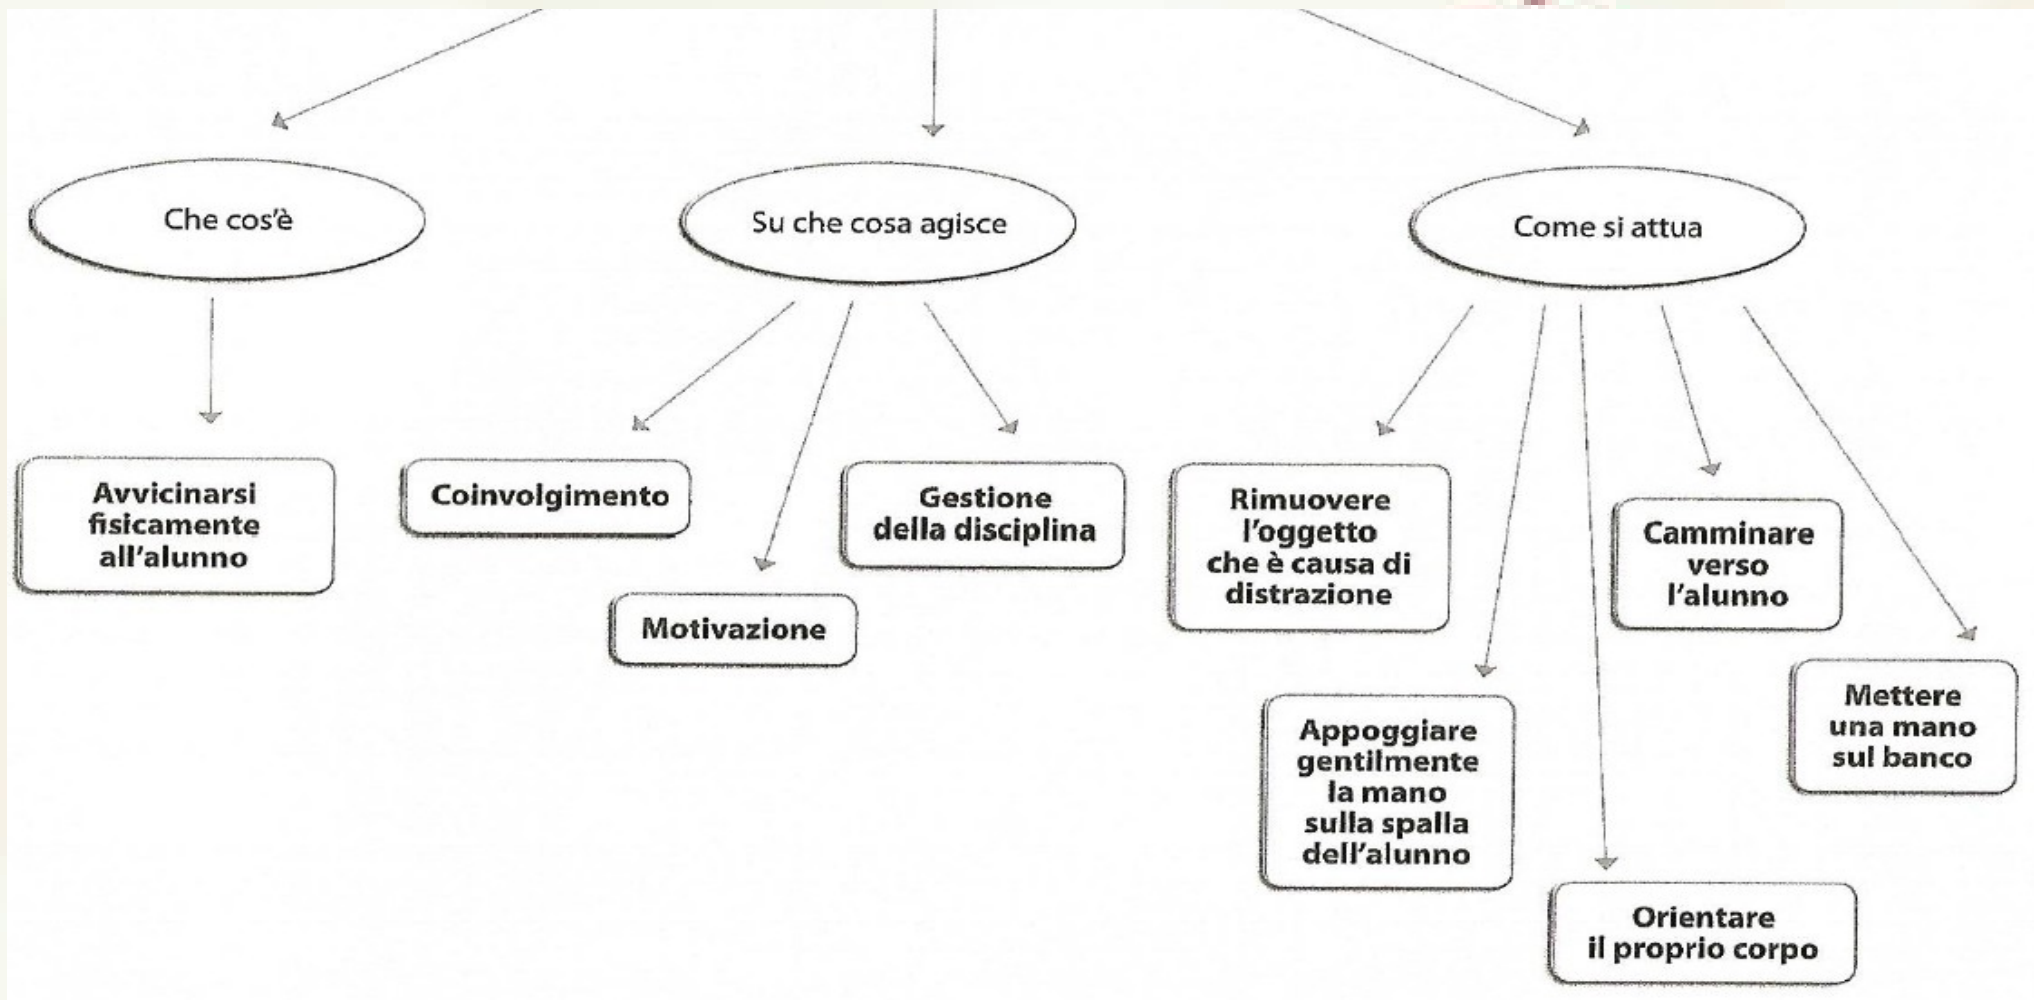 Che cos'è
Su che cosa agisce
Come si attua
Avvicinarsi
fisicamente
all'alunno
Coinvolgimento
Motivazione
Gestione
della disciplina
Rimuovere
l'oggetto
che è causa di
distrazione
Appoggiare
gentilmente
la mano
sulla spalla
dell'alunno
Orientare
il proprio corpo
Camminare
verso
l'alunno
Mettere
una mano
sul banco